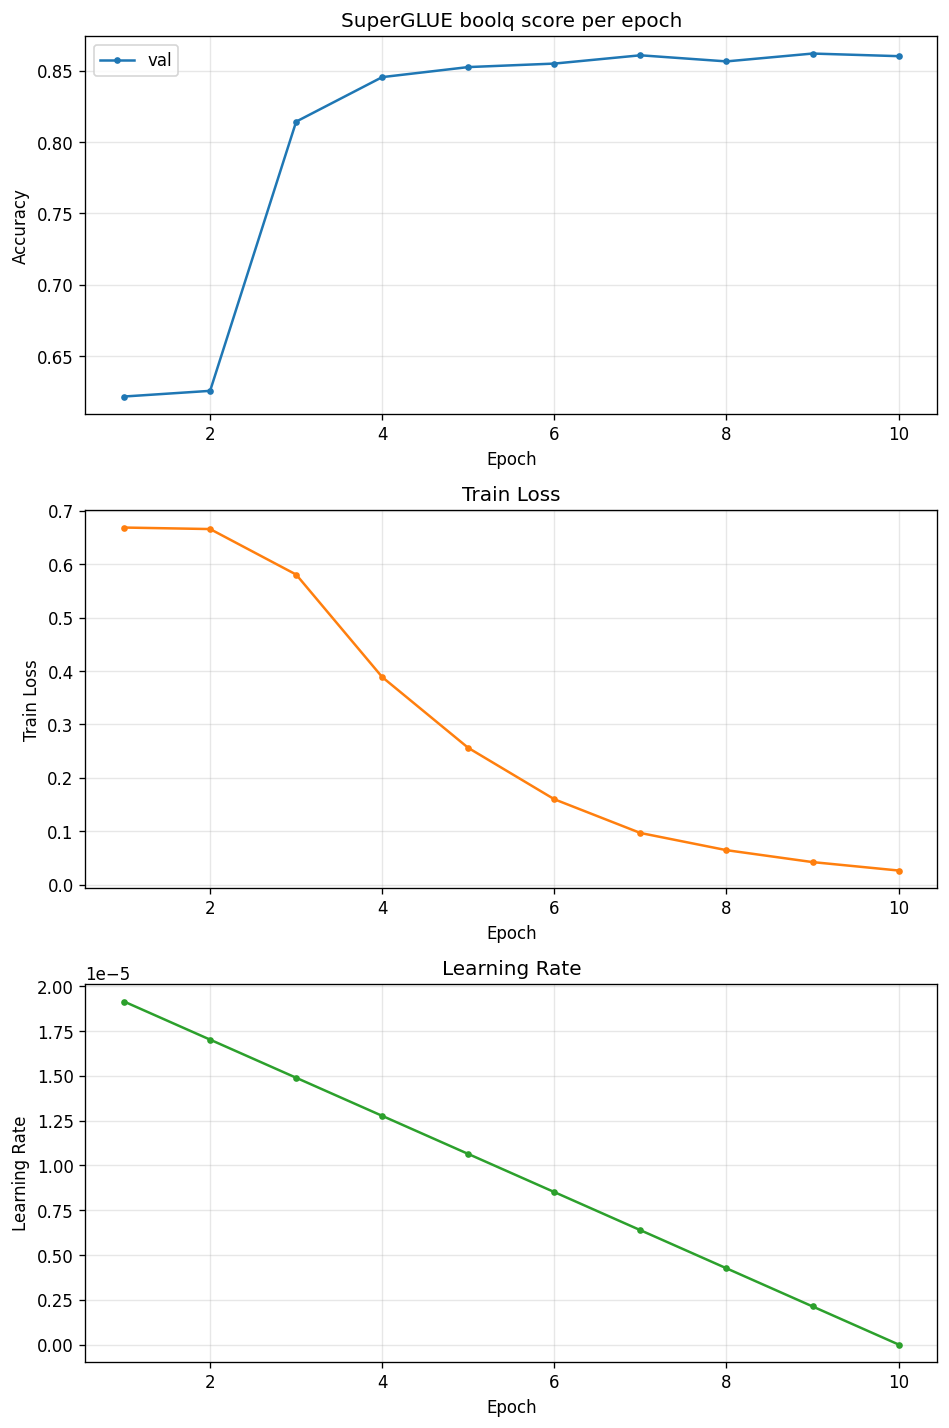 SuperGLUE boolq score per epoch
val
0.85
0.80
0.75
0.70
0.65
Accuracy
2 4 6 8 10
Epoch
Train Loss
0.7
0.6
0.5
0.4
0.3
0.2
0.1
0.0
Train Loss
2 4 6 8 10
Epoch
Learning Rate
1e−5
2.00
1.75
1.50
1.25
1.00
0.75
0.50
0.25
0.00
Learning Rate
2 4 6 8 10
Epoch